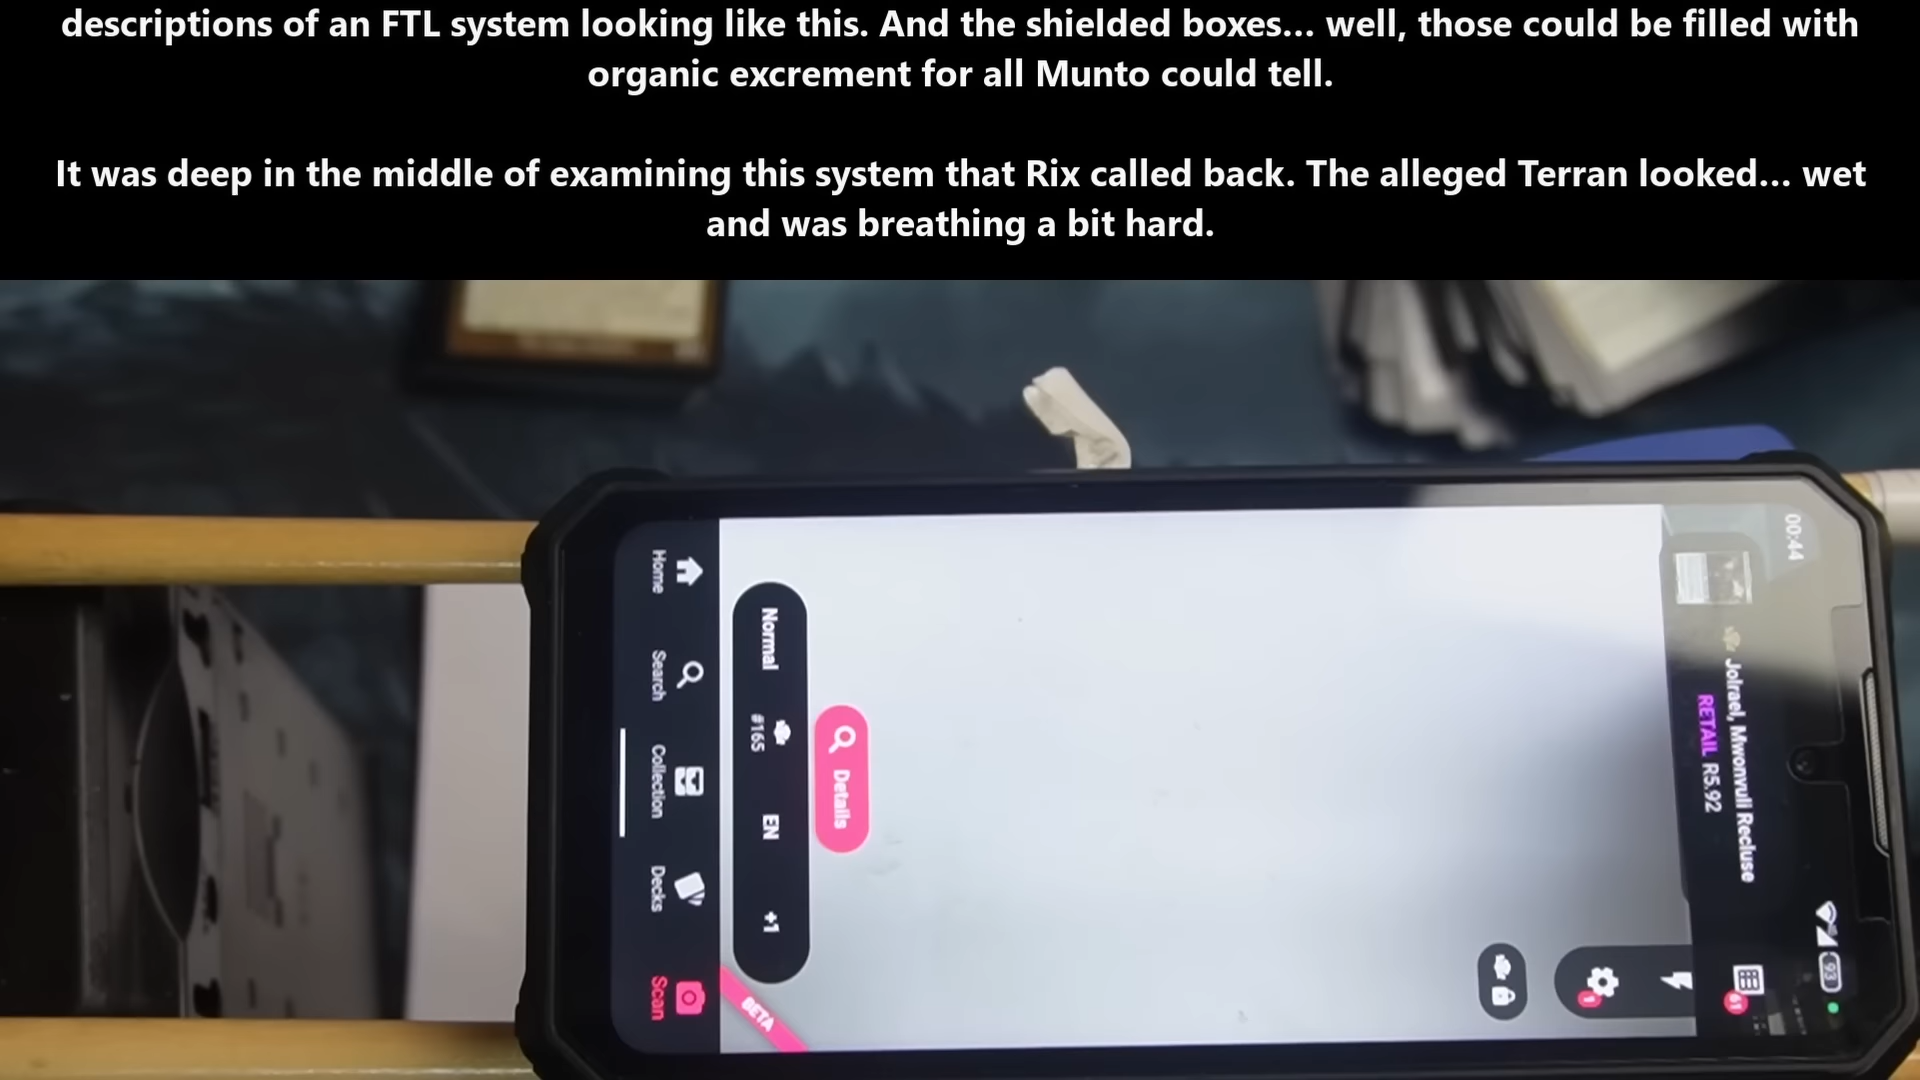 descriptions of an FTL system looking like this. And the shielded boxes... well, those could be filled with
organic excrement for all Munto could tell.
It was deep in the middle of examining this system that Rix called back. The alleged Terran looked... wet
and was breathing a bit hard.
00:44
93
61
Jolrael, Mwonvuli Recluse
RETAIL R5.92
1
Details
Normal
#165
EN
+1
BETA
Home
Search
Collection
Decks
Scan